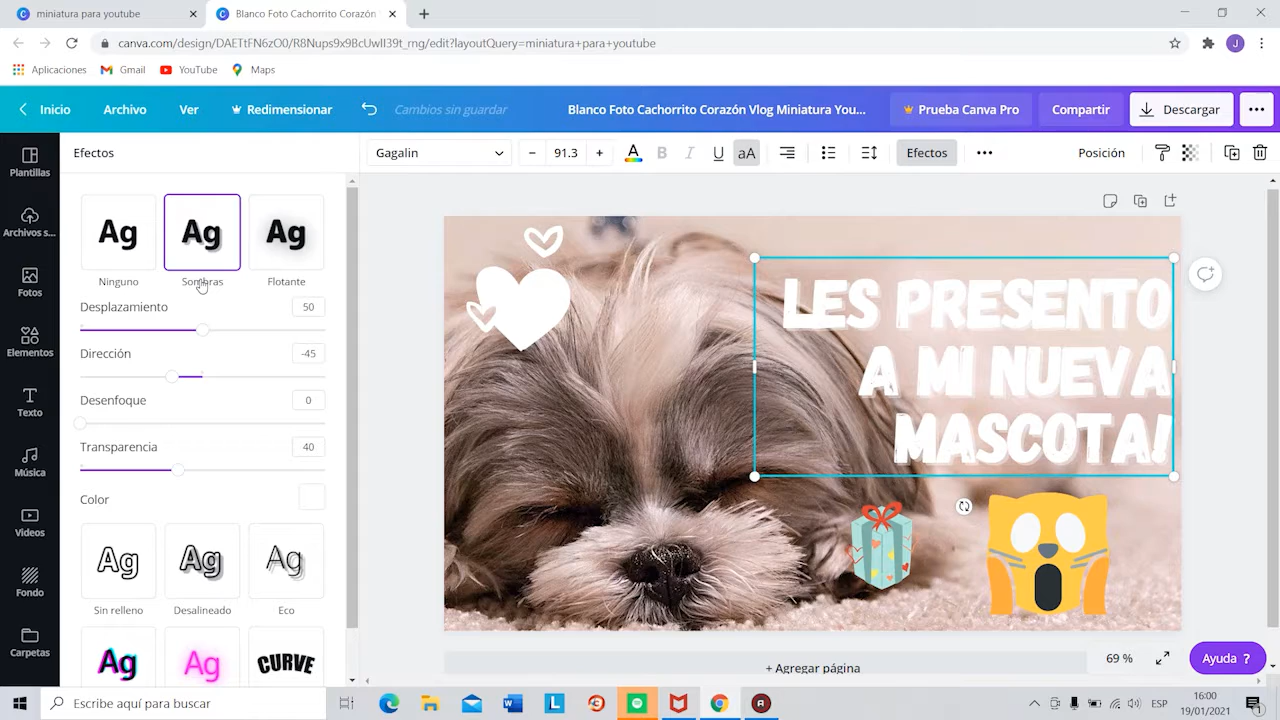 miniatura para youtube
Blanco Foto Cachorrito Corazón
canva.com/design/DAETtFN6zO0/R8Nups9x9BcUwlI39t_mg/edit?layoutQuery=miniatura+para+youtube
J
Aplicaciones
Gmail
YouTube
Maps
Inicio
Archivo
Ver
Redimensionar
Cambios sin guardar
Blanco Foto Cachorrito Corazón Vlog Miniatura You...
Prueba Canva Pro
Compartir
Descargar
Plantillas
Archivos s...
Fotos
Elementos
Texto
Música
Videos
Fondo
Carpetas
Efectos
Ag
Ag
Ag
Ninguno
Sombras
Flotante
Desplazamiento
50
Dirección
-45
Desenfoque
0
Transparencia
40
Color
Ag
Ag
Ag
Sin relleno
Desalineado
Eco
Ag
Ag
CURVE
Gagalin
− 91.3 +
A
B
I
U
aA
Efectos
Posición
LES PRESENTO
A MI NUEVA
MASCOTA!
+ Agregar página
69 %
Ayuda ?
Escribe aquí para buscar
ESP
16:00
19/01/2021